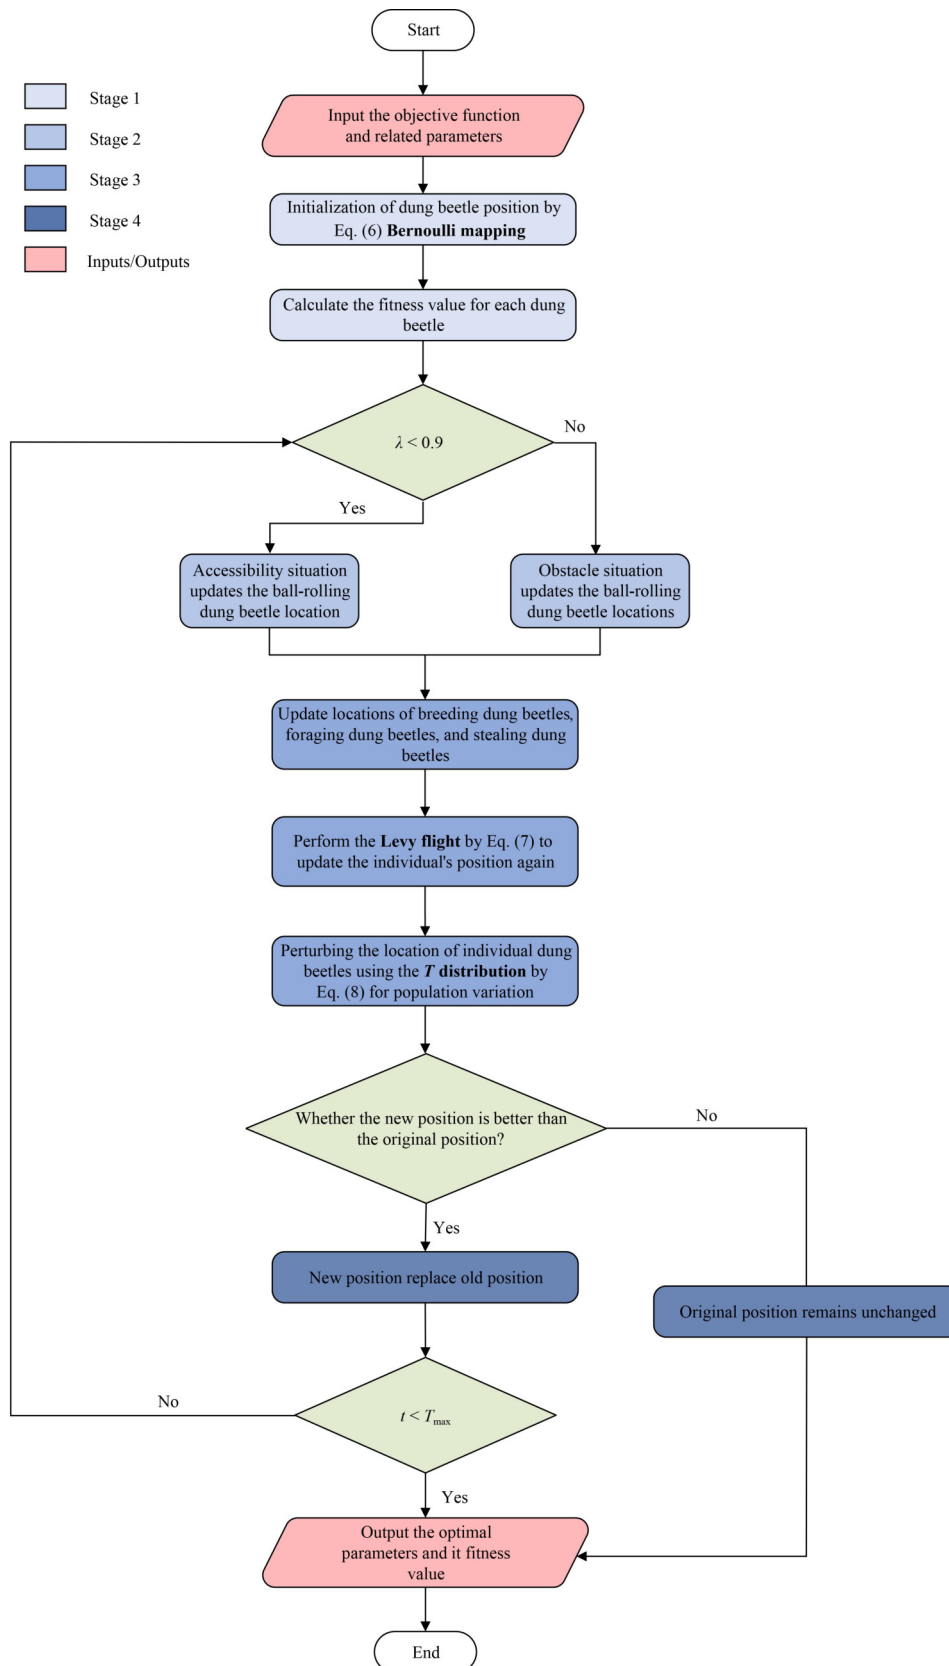 Start
Stage 1
Stage 2
Stage 3
Stage 4
Inputs/Outputs
Input the objective function
and related parameters
Initialization of dung beetle position by
Eq. (6) Bernoulli mapping
Calculate the fitness value for each dung
beetle
λ < 0.9
No
Yes
Accessibility situation
updates the ball-rolling
dung beetle location
Obstacle situation
updates the ball-rolling
dung beetle locations
Update locations of breeding dung beetles,
foraging dung beetles, and stealing dung
beetles
Perform the Levy flight by Eq. (7) to
update the individual's position again
Perturbing the location of individual dung
beetles using the T distribution by
Eq. (8) for population variation
Whether the new position is better than
the original position?
No
Yes
New position replace old position
Original position remains unchanged
No
t < Tmax
Yes
Output the optimal
parameters and it fitness
value
End